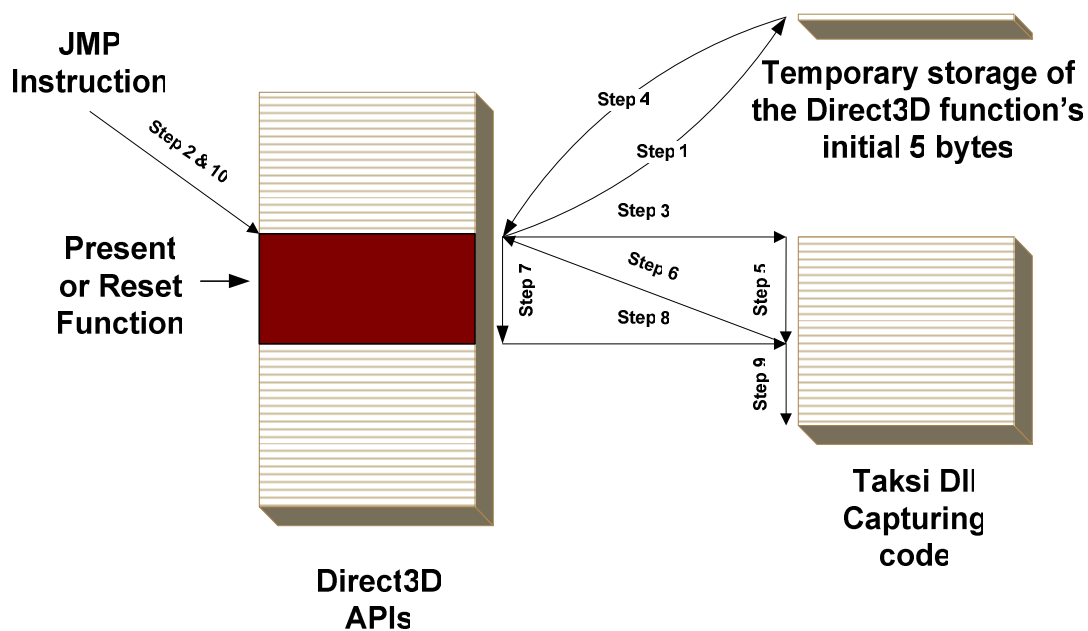 JMP
Instruction
Step 2 & 10
Present
or Reset
Function
Direct3D
APIs
Step 4
Step 1
Step 3
Step 7
Step 6
Step 5
Step 8
Step 9
Temporary storage of
the Direct3D function's
initial 5 bytes
Taksi Dll
Capturing
code